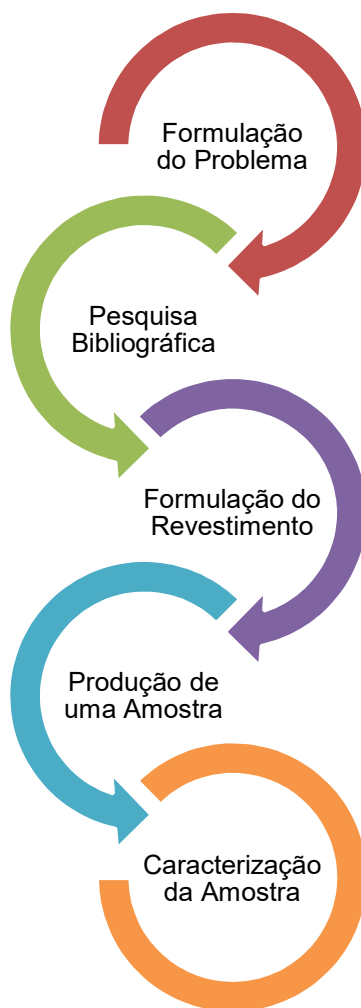 Formulação
do Problema
Pesquisa
Bibliográfica
Formulação do
Revestimento
Produção de
uma Amostra
Caracterização
da Amostra